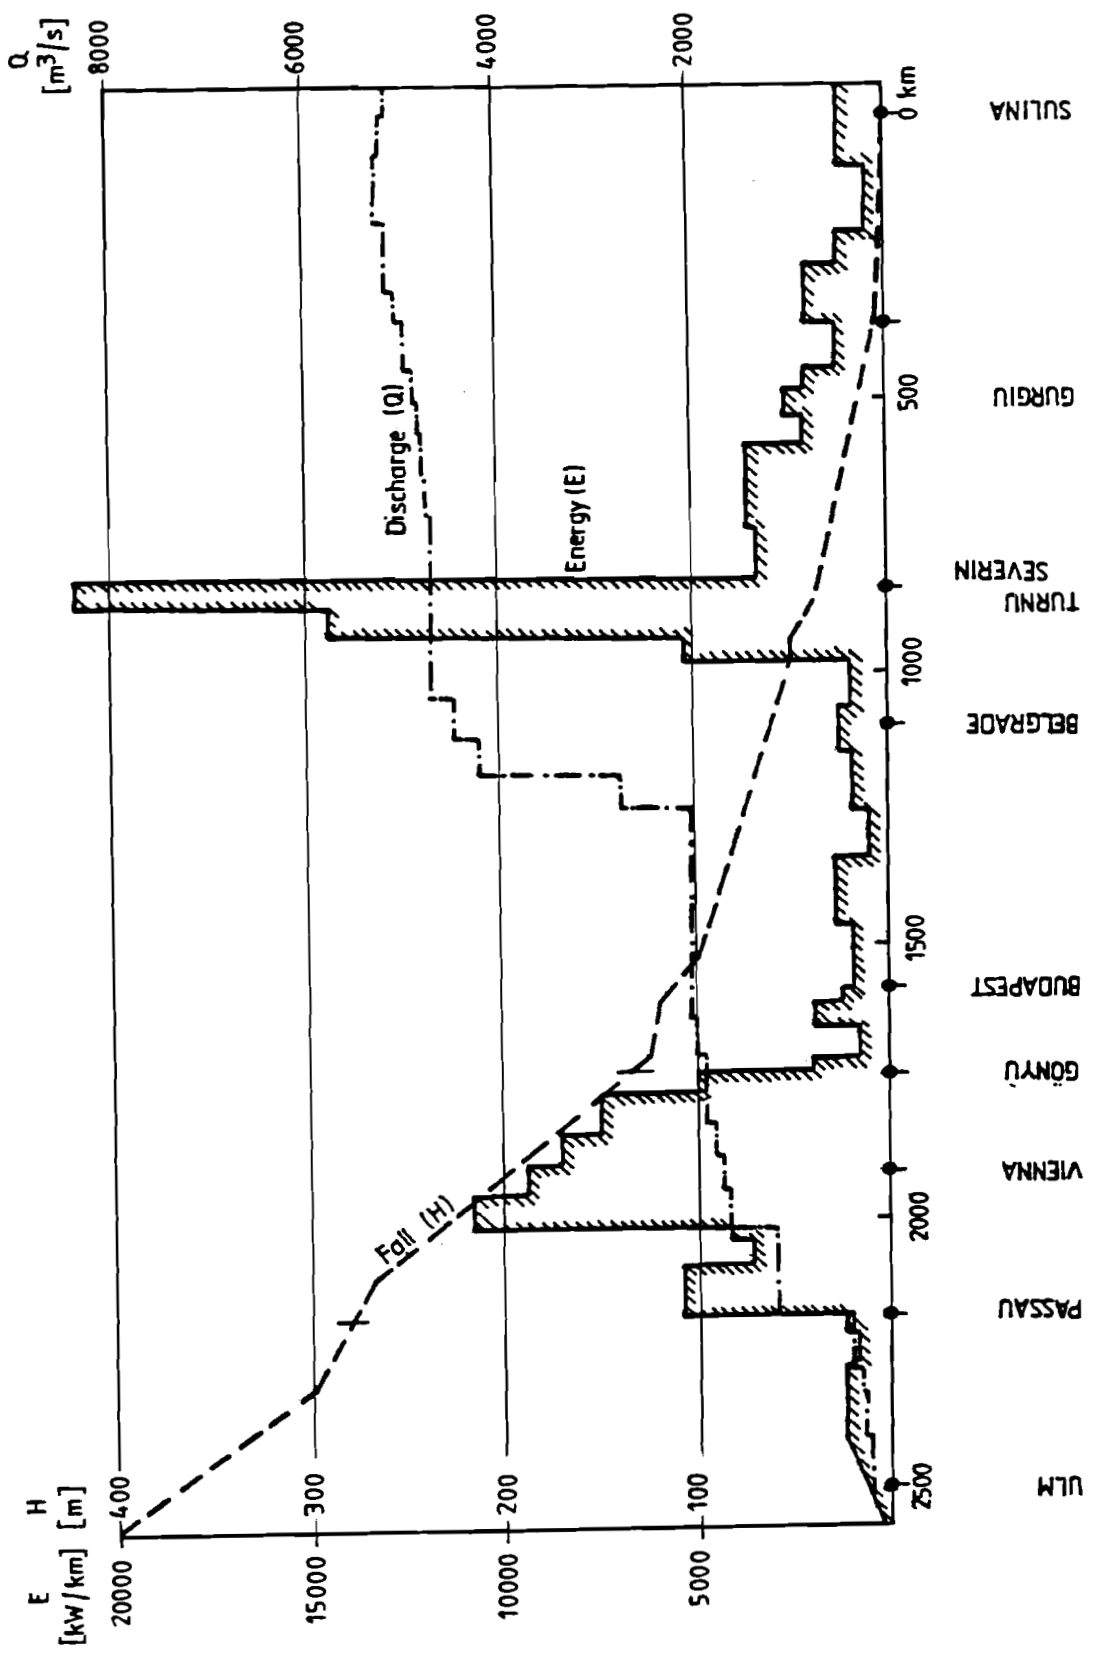 E
[kW/km]
H
[m]
20000
15000
10000
5000
400
300
200
100
Q
[m³/s]
8000
6000
4000
2000
Fall (H)
Discharge (Q)
Energy (E)
2500
2000
1500
1000
500
0 km
ULM
PASSAU
VIENNA
GÖNYÙ
BUDAPEST
BELGRADE
TURNU
SEVERIN
GURGIU
SULINA